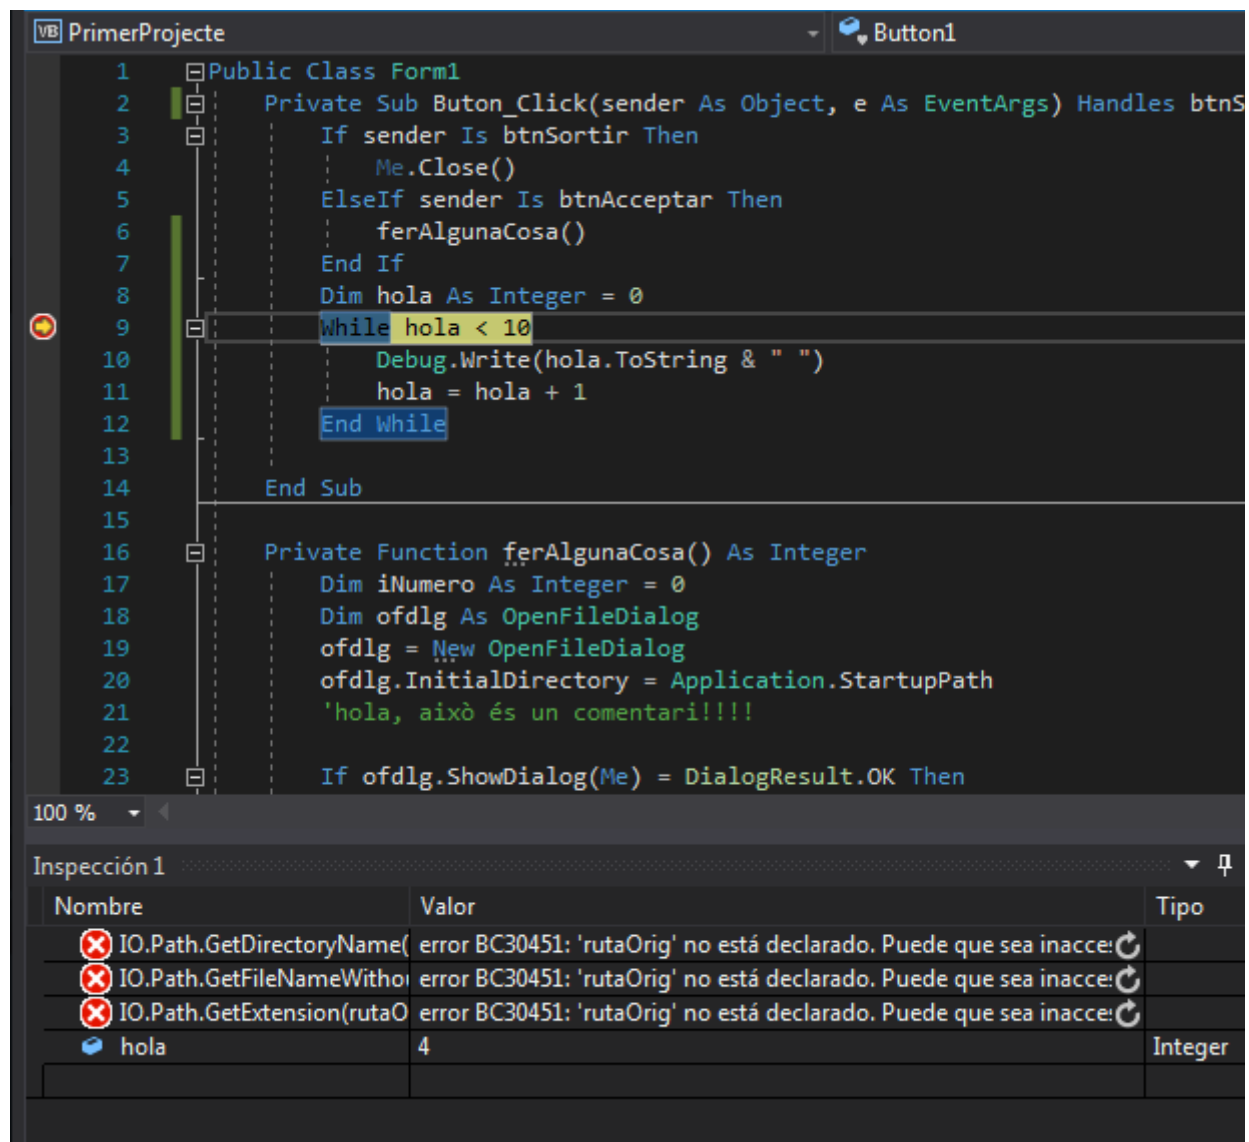 VB PrimerProjecte Button1
1 Public Class Form1
2 Private Sub Buton_Click(sender As Object, e As EventArgs) Handles btnS
3 If sender Is btnSortir Then
4 Me.Close()
5 ElseIf sender Is btnAcceptar Then
6 ferAlgunaCosa()
7 End If
8 Dim hola As Integer = 0
9 While hola < 10
10 Debug.Write(hola.ToString & " ")
11 hola = hola + 1
12 End While
13
14 End Sub
15
16 Private Function ferAlgunaCosa() As Integer
17 Dim iNumero As Integer = 0
18 Dim ofdlg As OpenFileDialog
19 ofdlg = New OpenFileDialog
20 ofdlg.InitialDirectory = Application.StartupPath
21 'hola, això és un comentari!!!!
22
23 If ofdlg.ShowDialog(Me) = DialogResult.OK Then
100 %
Inspección 1
Nombre Valor Tipo
IO.Path.GetDirectoryName( error BC30451: 'rutaOrig' no está declarado. Puede que sea inacces
IO.Path.GetFileNameWitho error BC30451: 'rutaOrig' no está declarado. Puede que sea inacces
IO.Path.GetExtension(rutaO error BC30451: 'rutaOrig' no está declarado. Puede que sea inacces
hola 4 Integer